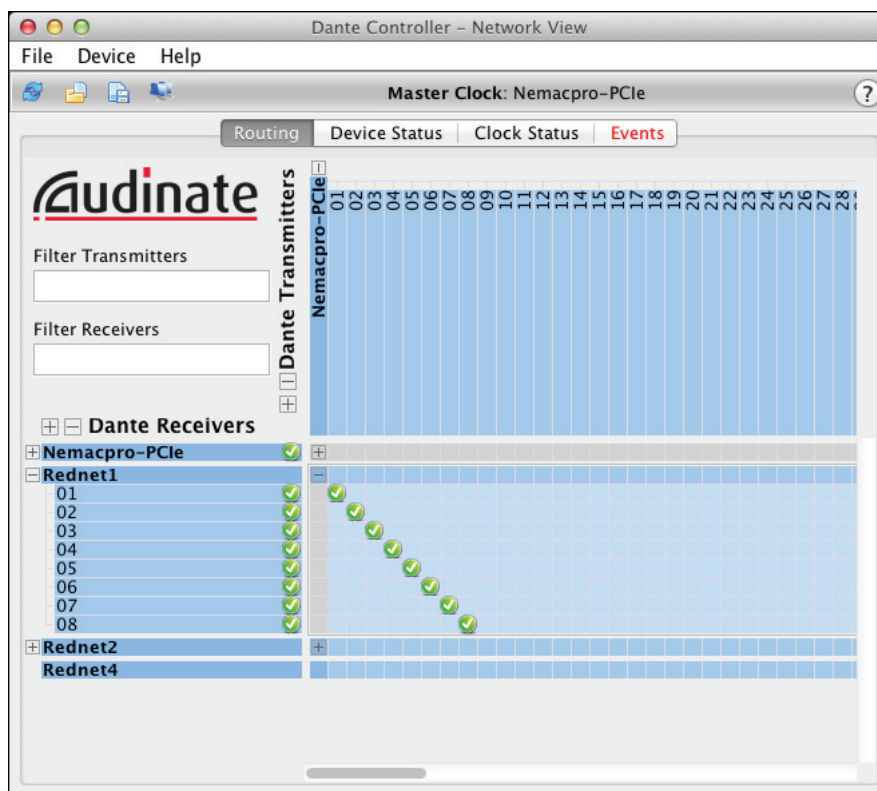 Dante Controller – Network View
File Device Help
Master Clock: Nemacpro-PCIe ?
Routing Device Status Clock Status Events
Audinate
Filter Transmitters
Filter Receivers
Dante Transmitters
Nemacpro-PCIe
01 02 03 04 05 06 07 08 09 10 11 12 13 14 15 16 17 18 19 20 21 22 23 24 25 26 27 28
Dante Receivers
Nemacpro-PCIe
Rednet1
01
02
03
04
05
06
07
08
Rednet2
Rednet4